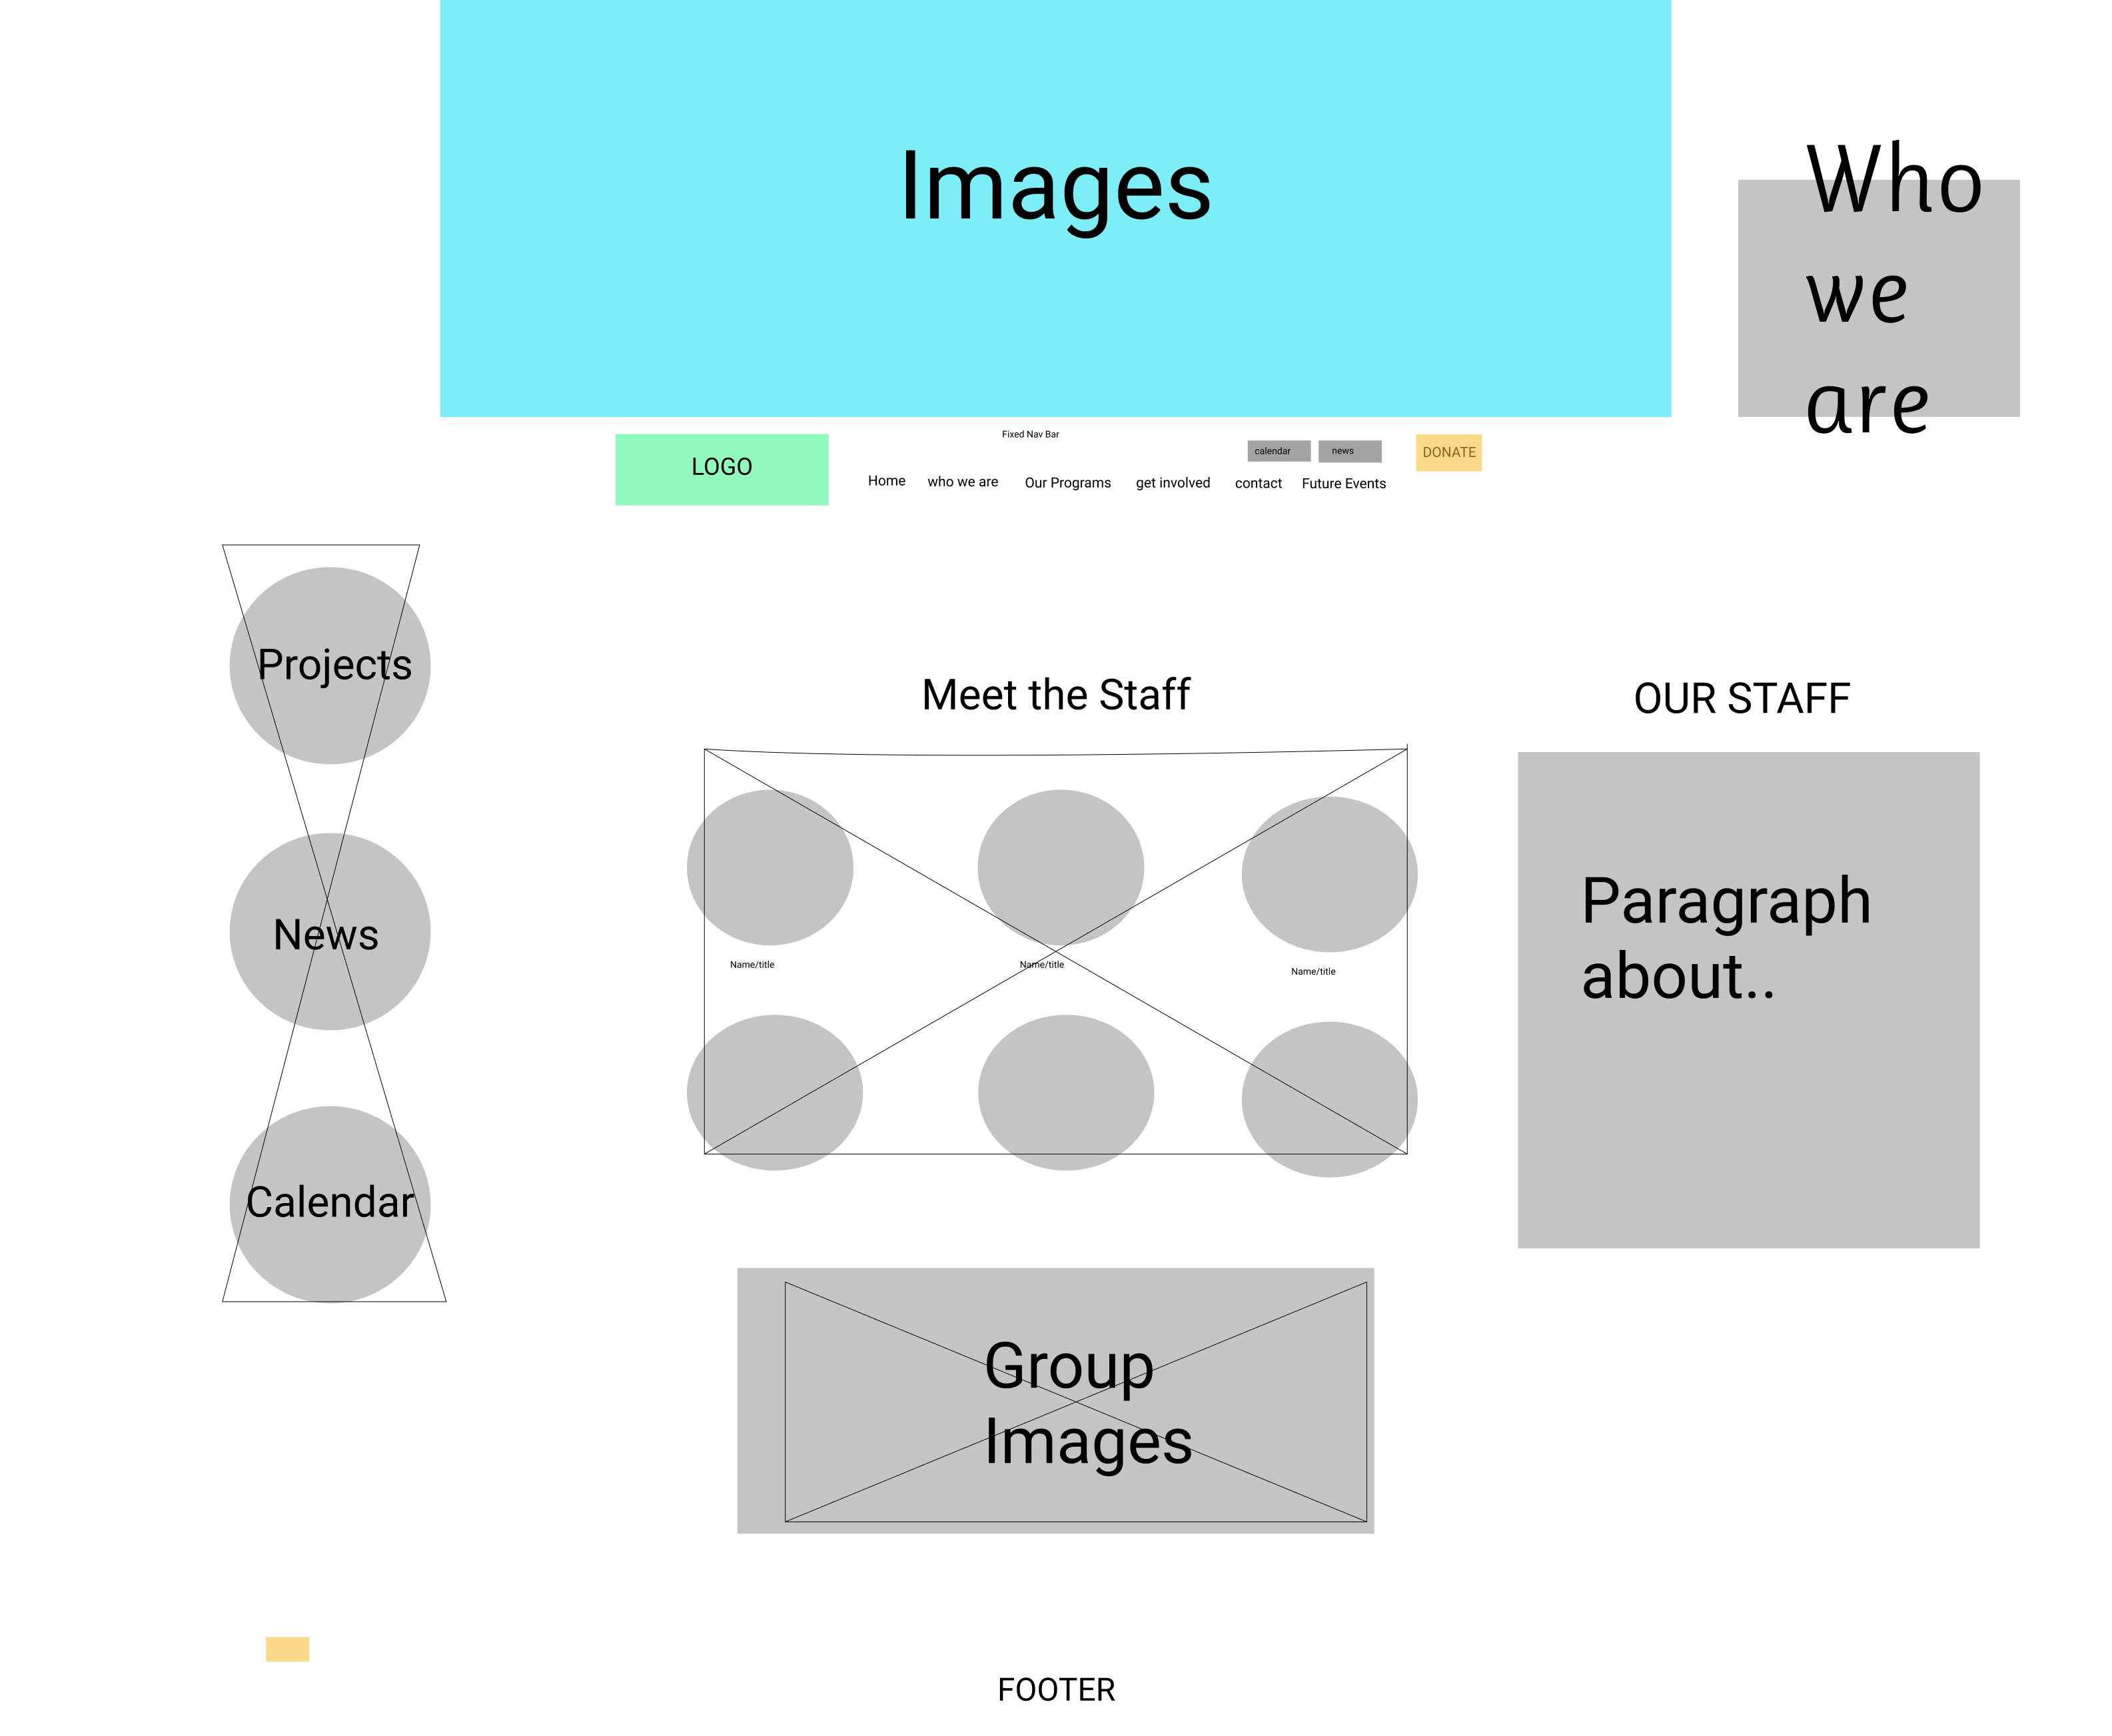 Images
Who
we
are
Fixed Nav Bar
LOGO
calendar
news
DONATE
Home
who we are
Our Programs
get involved
contact
Future Events
Projects
News
Calendar
Meet the Staff
Name/title
Name/title
Name/title
OUR STAFF
Paragraph
about..
Group
Images
FOOTER